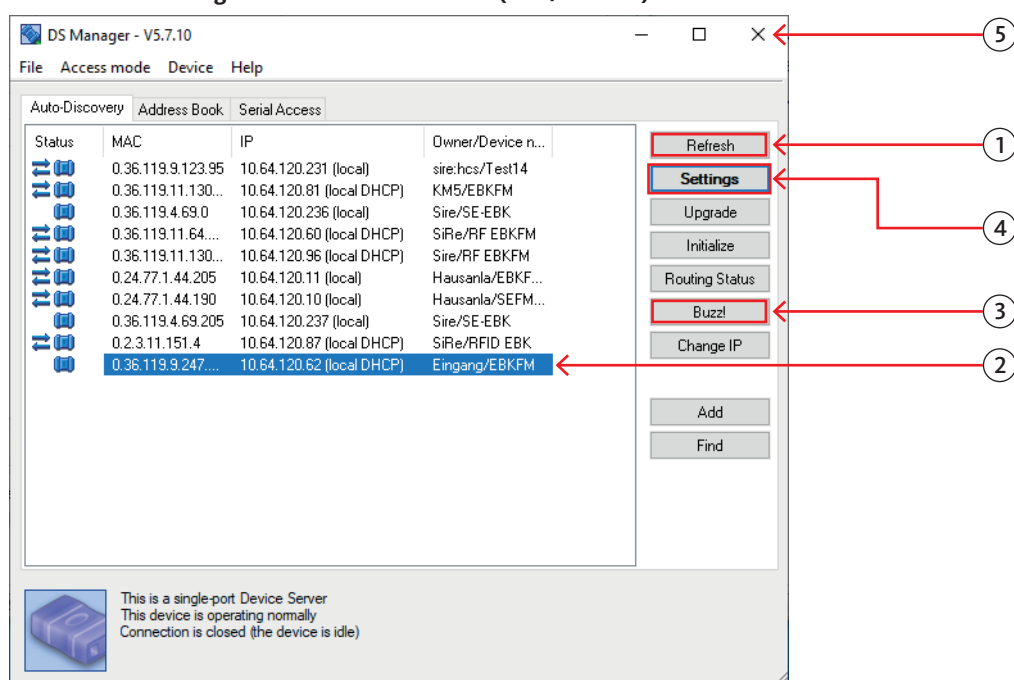 DS Manager - V5.7.10
5
File Access mode Device Help
Auto-Discovery Address Book Serial Access
Status MAC IP Owner/Device n...
0.36.119.9.123.95 10.64.120.231 (local) sire:hcs/Test14
0.36.119.11.130... 10.64.120.81 (local DHCP) KM5/EBKFM
0.36.119.4.69.0 10.64.120.236 (local) Sire/SE-EBK
0.36.119.11.64.... 10.64.120.60 (local DHCP) SiRe/RF EBKFM
0.36.119.11.130... 10.64.120.96 (local DHCP) Sire/RF EBKFM
0.24.77.1.44.205 10.64.120.11 (local) Hausanla/EBKF...
0.24.77.1.44.190 10.64.120.10 (local) Hausanla/SEFM...
0.36.119.4.69.205 10.64.120.237 (local) Sire/SE-EBK
0.2.3.11.151.4 10.64.120.87 (local DHCP) SiRe/RFID EBK
0.36.119.9.247.... 10.64.120.62 (local DHCP) Eingang/EBKFM
Refresh
1
Settings
4
Upgrade
Initialize
Routing Status
Buzz!
3
Change IP
2
Add
Find
This is a single-port Device Server
This device is operating normally
Connection is closed (the device is idle)